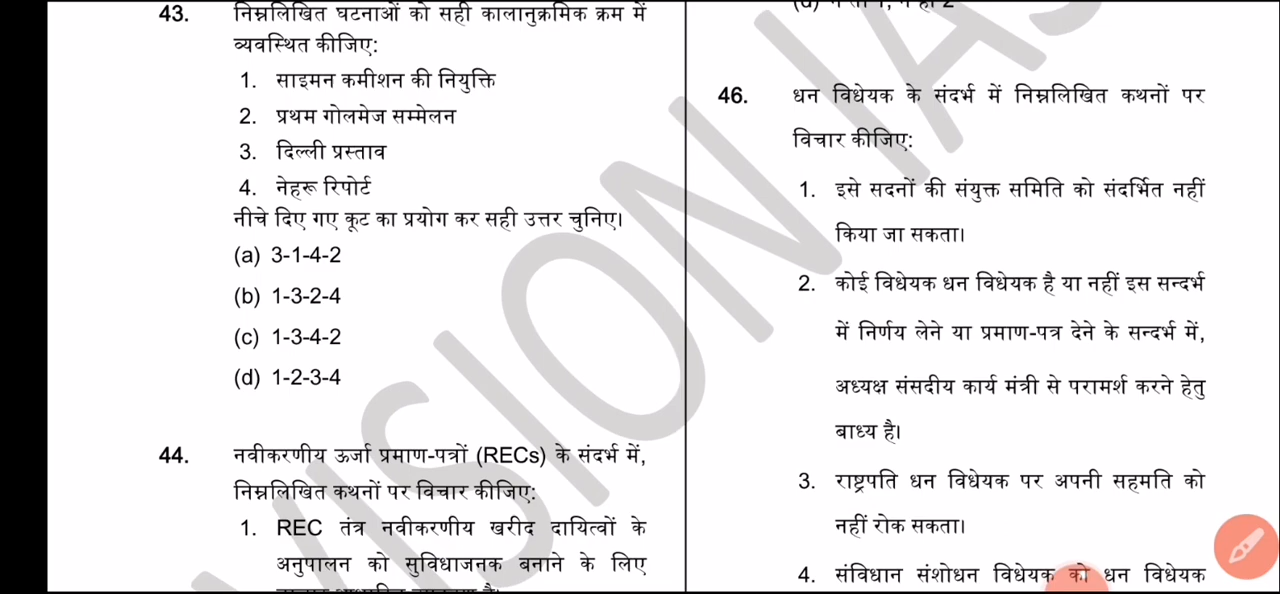 43. निम्नलिखित घटनाओं को सही कालानुक्रमिक क्रम में
व्यवस्थित कीजिए:
1. साइमन कमीशन की नियुक्ति
2. प्रथम गोलमेज सम्मेलन
3. दिल्ली प्रस्ताव
4. नेहरू रिपोर्ट
नीचे दिए गए कूट का प्रयोग कर सही उत्तर चुनिए।
(a) 3-1-4-2
(b) 1-3-2-4
(c) 1-3-4-2
(d) 1-2-3-4
44. नवीकरणीय ऊर्जा प्रमाण-पत्रों (RECs) के संदर्भ में,
निम्नलिखित कथनों पर विचार कीजिए:
1. REC तंत्र नवीकरणीय खरीद दायित्वों के
अनुपालन को सुविधाजनक बनाने के लिए
46. धन विधेयक के संदर्भ में निम्नलिखित कथनों पर
विचार कीजिए:
1. इसे सदनों की संयुक्त समिति को संदर्भित नहीं
किया जा सकता।
2. कोई विधेयक धन विधेयक है या नहीं इस सन्दर्भ
में निर्णय लेने या प्रमाण-पत्र देने के सन्दर्भ में,
अध्यक्ष संसदीय कार्य मंत्री से परामर्श करने हेतु
बाध्य है।
3. राष्ट्रपति धन विधेयक पर अपनी सहमति को
नहीं रोक सकता।
4. संविधान संशोधन विधेयक को धन विधेयक
VISION IAS